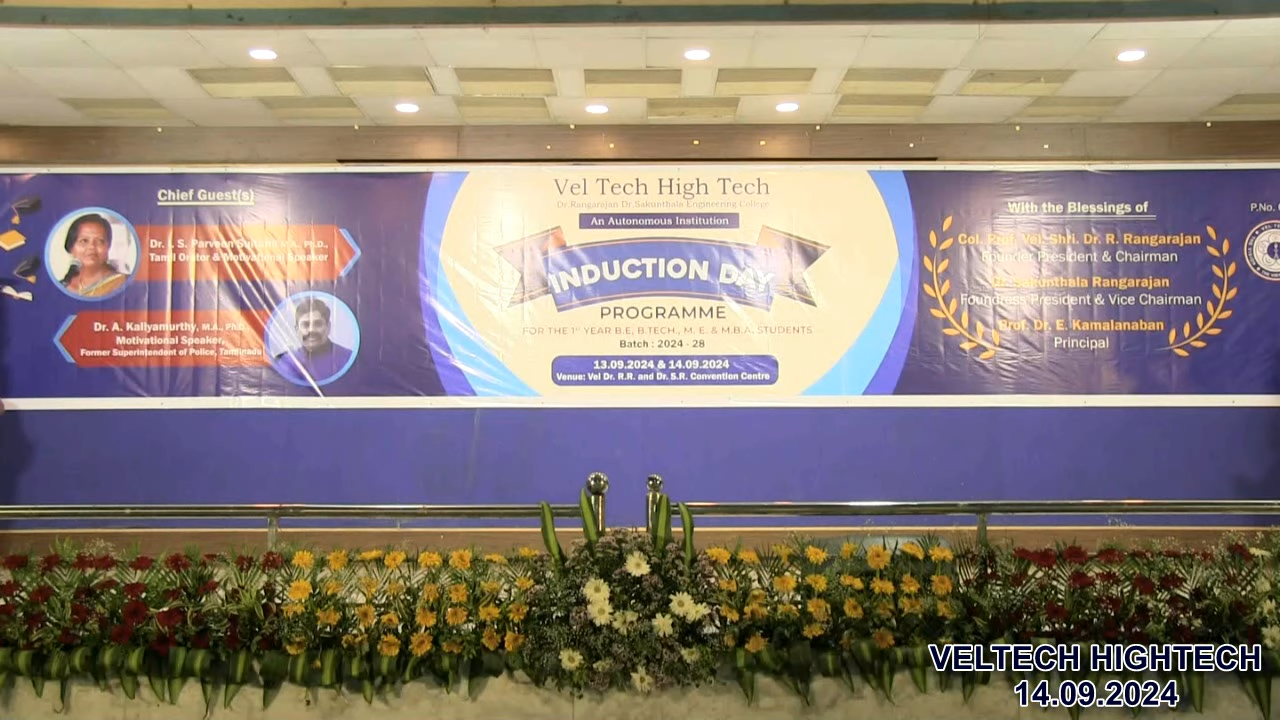 Chief Guest(s)
Dr. S. Parveen Sultana M.A., Ph.D.,
Tamil Orator & Motivational Speaker
Dr. A. Kaliyamurthy, M.A., PhD.
Motivational Speaker,
Former Superintendent of Police, Tamilnadu
Vel Tech High Tech
Dr.Rangarajan Dr.Sakunthala Engineering College
An Autonomous Institution
INDUCTION DAY
PROGRAMME
FOR THE 1ST YEAR B.E, B.TECH., M. E. & M.B.A. STUDENTS
Batch : 2024 - 28
13.09.2024 & 14.09.2024
Venue: Vel Dr. R.R. and Dr. S.R. Convention Centre
With the Blessings of
Col. Prof. Vel. Shri. Dr. R. Rangarajan
Founder President & Chairman
Dr. Sakunthala Rangarajan
Foundress President & Vice Chairman
Prof. Dr. E. Kamalanaban
Principal
P.No.
VELTECH HIGHTECH
14.09.2024